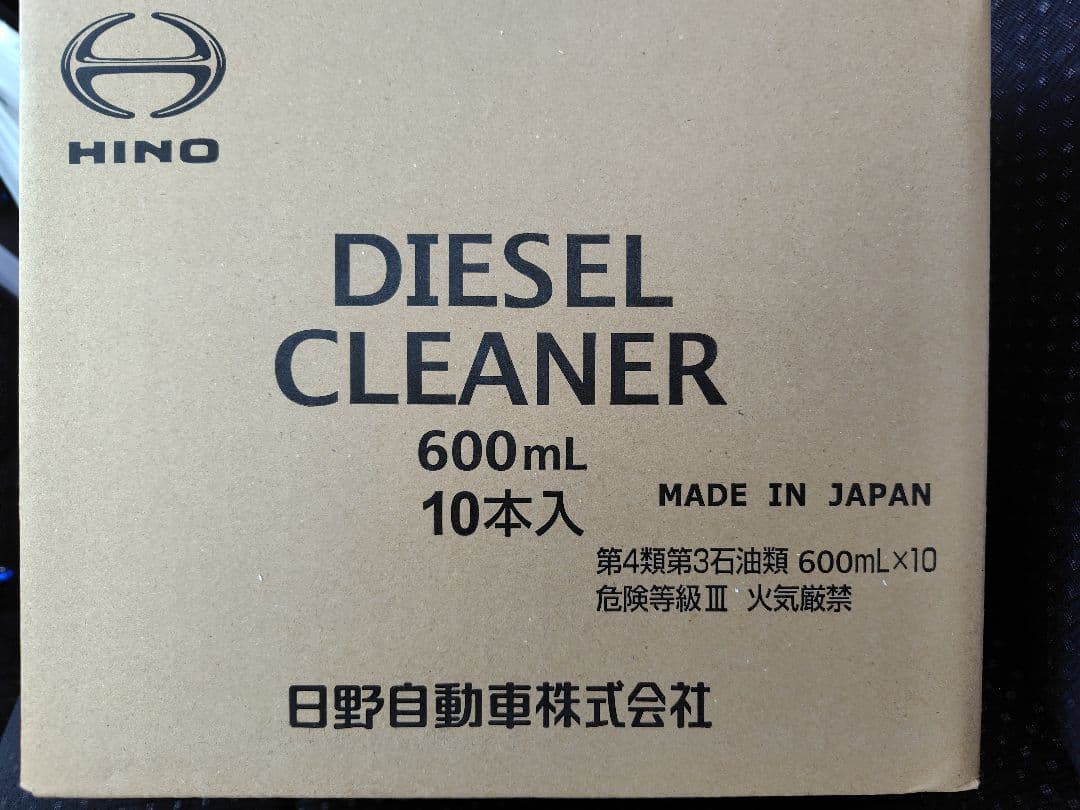 HINO
DIESEL
CLEANER
600mL
10本入
MADE IN JAPAN
第4類第3石油類 600mL×10
危険等級Ⅲ 火気厳禁
日野自動車株式会社